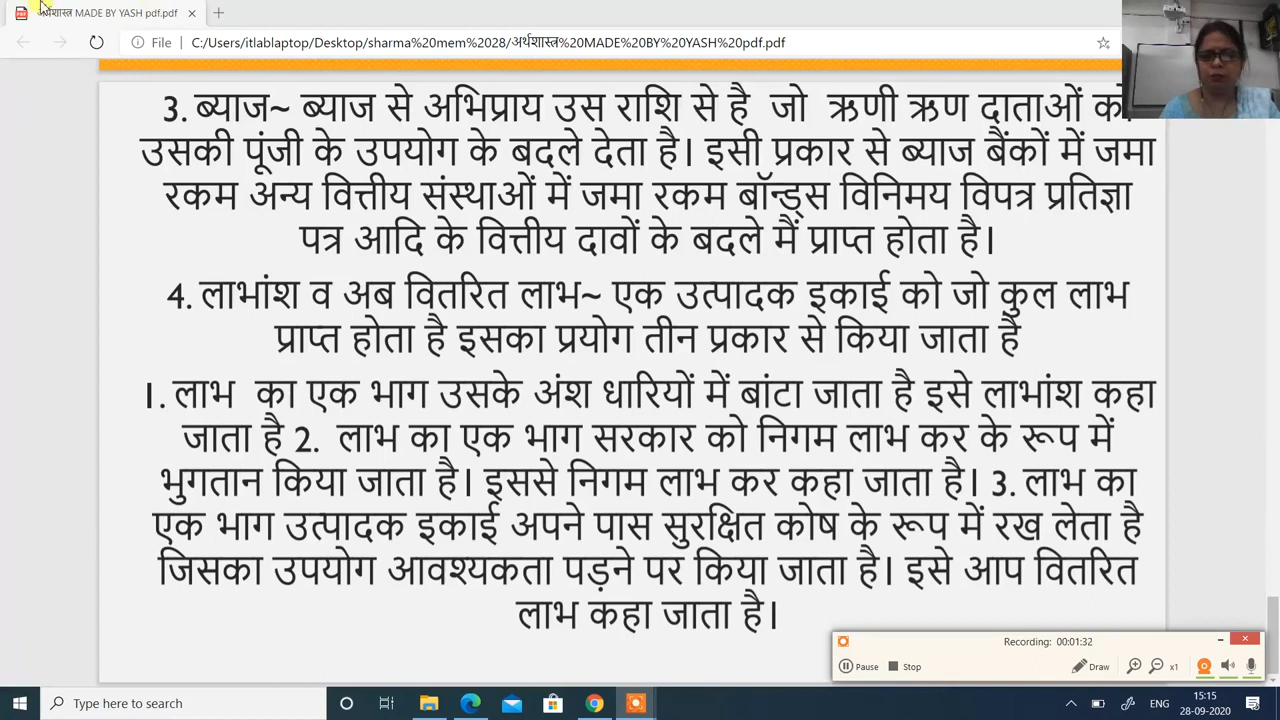 अर्थशास्त्र MADE BY YASH pdf.pdf
File C:/Users/itlablaptop/Desktop/sharma%20mem%2028/अर्थशास्त्र%20MADE%20BY%20YASH%20pdf.pdf
3. ब्याज~ ब्याज से अभिप्राय उस राशि से है जो ऋणी ऋण दाताओं को
उसकी पूंजी के उपयोग के बदले देता है। इसी प्रकार से ब्याज बैंकों में जमा
रकम अन्य वित्तीय संस्थाओं में जमा रकम बॉन्ड्स विनिमय विपत्र प्रतिज्ञा
पत्र आदि के वित्तीय दावों के बदले मैं प्राप्त होता है।
4. लाभांश व अब वितरित लाभ~ एक उत्पादक इकाई को जो कुल लाभ
प्राप्त होता है इसका प्रयोग तीन प्रकार से किया जाता है
1. लाभ का एक भाग उसके अंश धारियों में बांटा जाता है इसे लाभांश कहा
जाता है 2. लाभ का एक भाग सरकार को निगम लाभ कर के रूप में
भुगतान किया जाता है। इससे निगम लाभ कर कहा जाता है। 3. लाभ का
एक भाग उत्पादक इकाई अपने पास सुरक्षित कोष के रूप में रख लेता है
जिसका उपयोग आवश्यकता पड़ने पर किया जाता है। इसे आप वितरित
लाभ कहा जाता है।
Recording: 00:01:32
Pause Stop Draw x1
Type here to search
ENG
15:15
28-09-2020